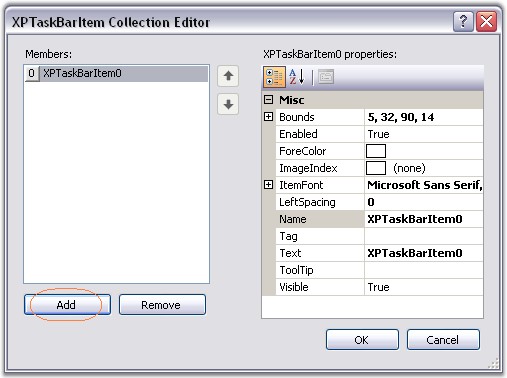 XPTaskBarItem Collection Editor
Members:
0 XPTaskBarItem0
Add
Remove
XPTaskBarItem0 properties:
Misc
Bounds 5, 32, 90, 14
Enabled True
ForeColor
ImageIndex (none)
ItemFont Microsoft Sans Serif,
LeftSpacing 0
Name XPTaskBarItem0
Tag
Text XPTaskBarItem0
ToolTip
Visible True
OK
Cancel